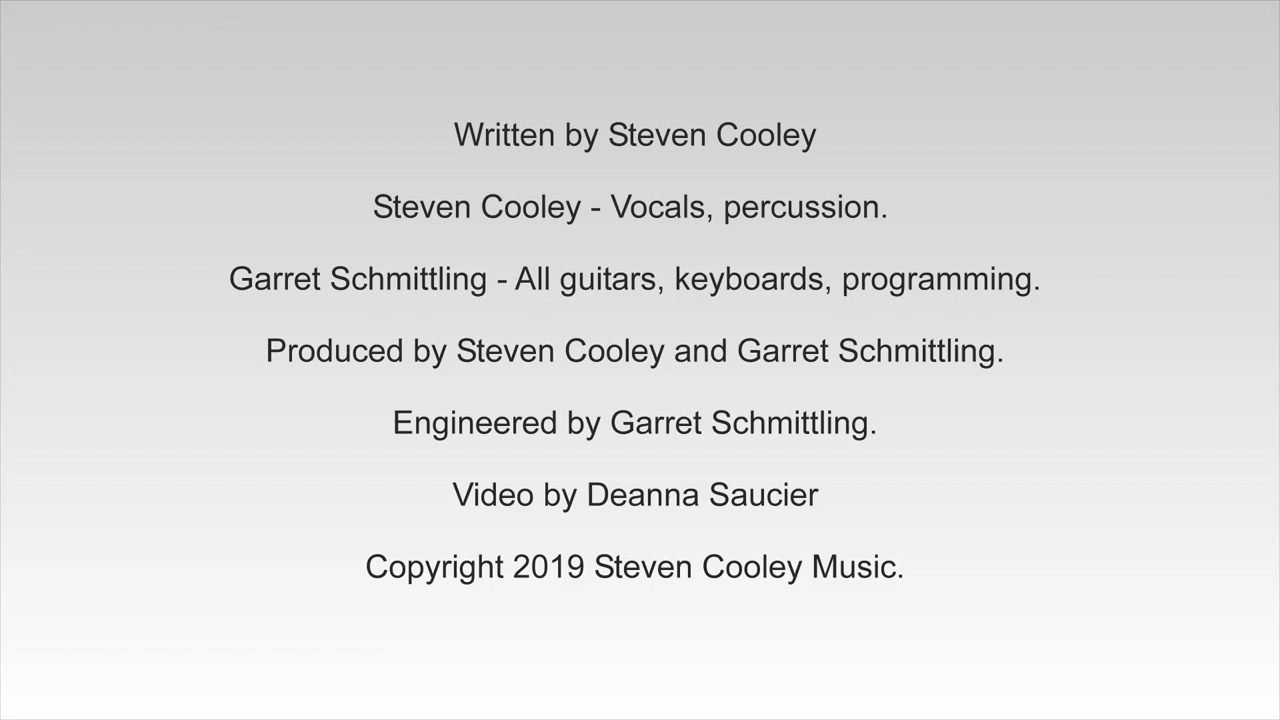 Written by Steven Cooley
Steven Cooley - Vocals, percussion.
Garret Schmittling - All guitars, keyboards, programming.
Produced by Steven Cooley and Garret Schmittling.
Engineered by Garret Schmittling.
Video by Deanna Saucier
Copyright 2019 Steven Cooley Music.